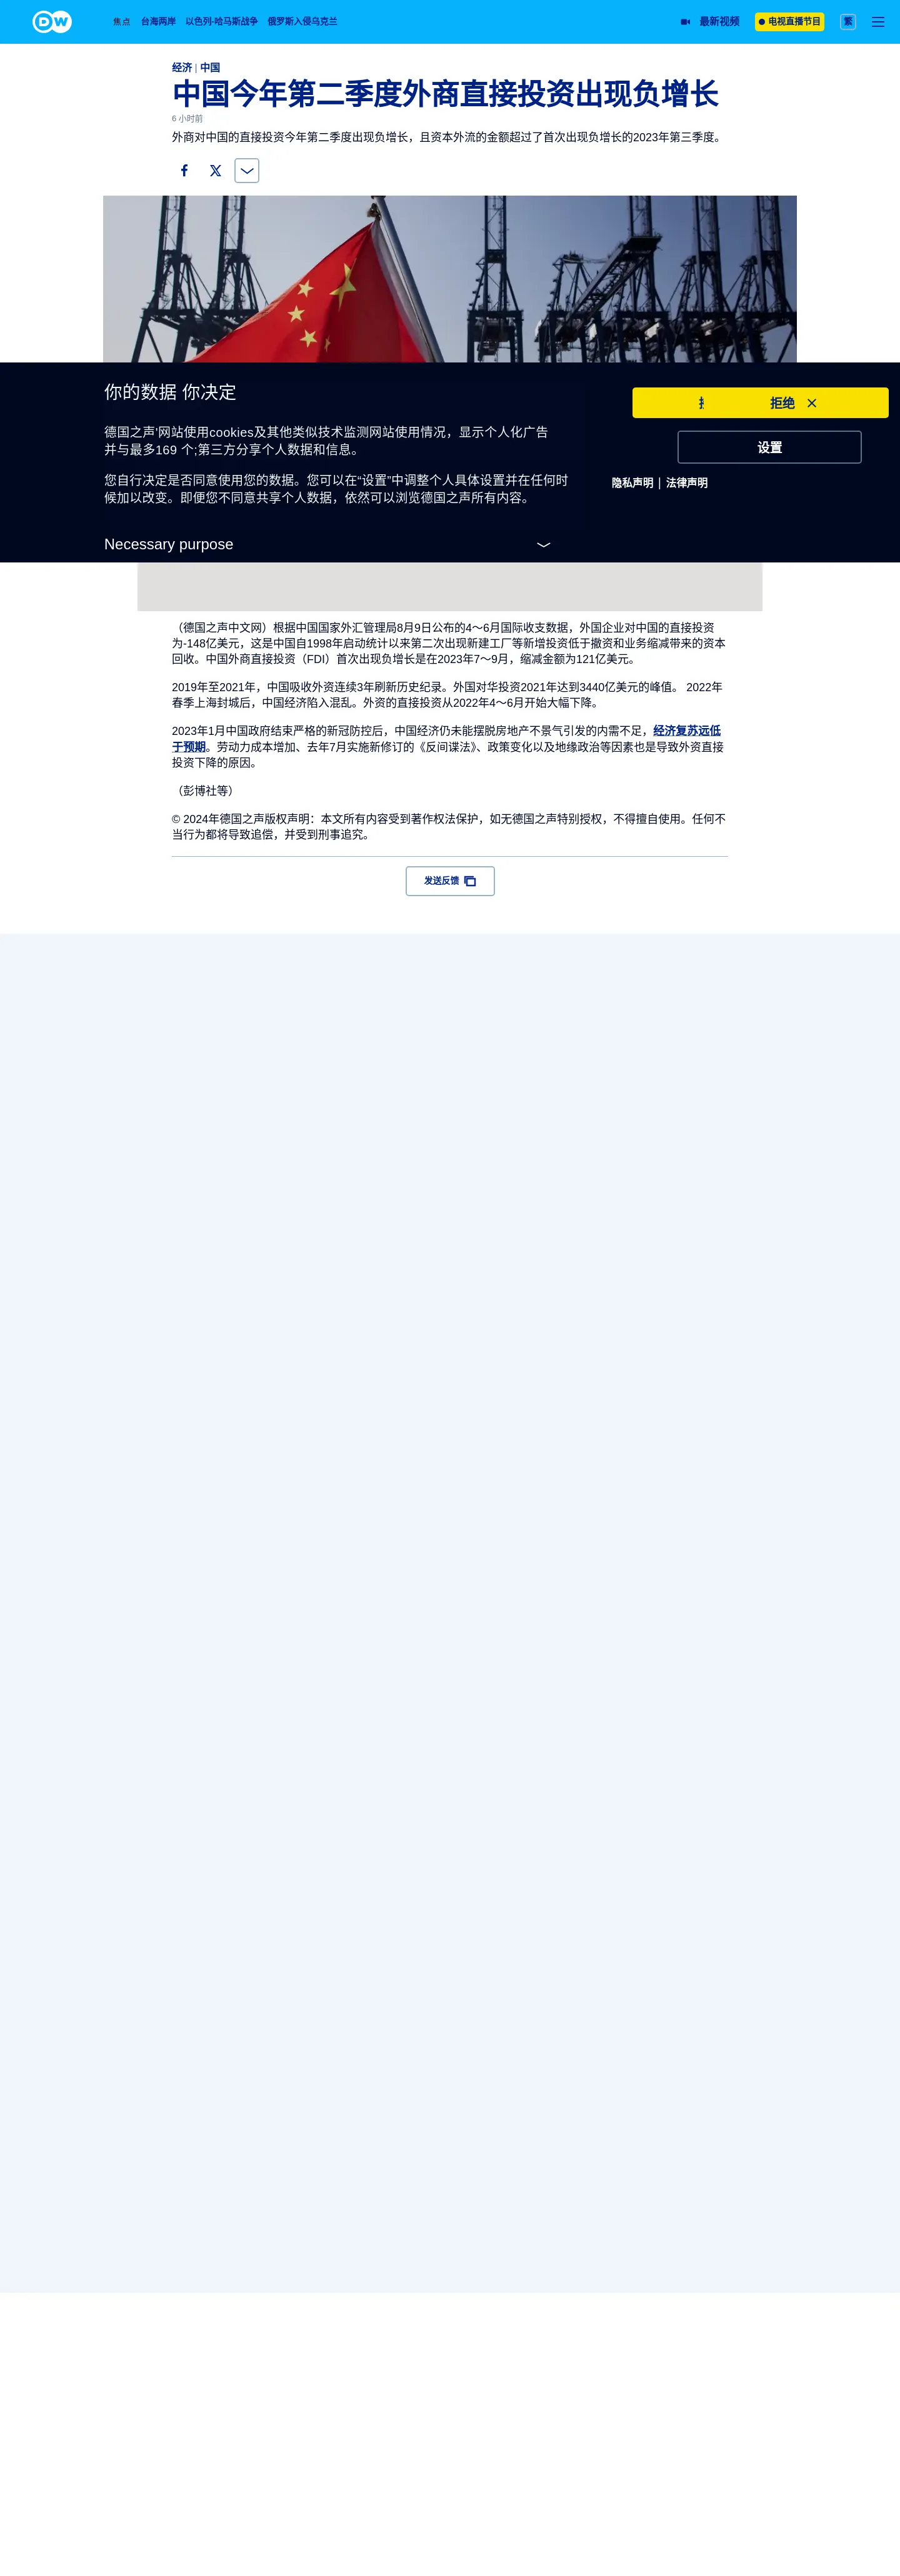 DW
焦点 台海两岸 以色列-哈马斯战争 俄罗斯入侵乌克兰
最新视频 电视直播节目 繁
经济 | 中国
中国今年第二季度外商直接投资出现负增长
6 小时前
外商对中国的直接投资今年第二季度出现负增长，且资本外流的金额超过了首次出现负增长的2023年第三季度。
你的数据 你决定
德国之声'网站使用cookies及其他类似技术监测网站使用情况，显示个人化广告
并与最多169 个;第三方分享个人数据和信息。
您自行决定是否同意使用您的数据。您可以在“设置”中调整个人具体设置并在任何时
候加以改变。即便您不同意共享个人数据，依然可以浏览德国之声所有内容。
Necessary purpose
拒绝
设置
隐私声明 | 法律声明
（德国之声中文网）根据中国国家外汇管理局8月9日公布的4～6月国际收支数据，外国企业对中国的直接投资
为-148亿美元，这是中国自1998年启动统计以来第二次出现新建工厂等新增投资低于撤资和业务缩减带来的资本
回收。中国外商直接投资（FDI）首次出现负增长是在2023年7～9月，缩减金额为121亿美元。
2019年至2021年，中国吸收外资连续3年刷新历史纪录。外国对华投资2021年达到3440亿美元的峰值。 2022年
春季上海封城后，中国经济陷入混乱。外资的直接投资从2022年4～6月开始大幅下降。
2023年1月中国政府结束严格的新冠防控后，中国经济仍未能摆脱房地产不景气引发的内需不足，经济复苏远低
于预期。劳动力成本增加、去年7月实施新修订的《反间谍法》、政策变化以及地缘政治等因素也是导致外资直接
投资下降的原因。
（彭博社等）
© 2024年德国之声版权声明：本文所有内容受到著作权法保护，如无德国之声特别授权，不得擅自使用。任何不
当行为都将导致追偿，并受到刑事追究。
发送反馈